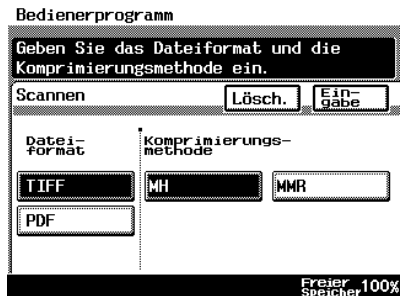 Bedienerprogramm
Geben Sie das Dateiformat und die
Komprimierungsmethode ein.
Scannen
Lösch.
Ein-
gabe
Datei-
format
Komprimierungs-
methode
TIFF
MH
MMR
PDF
Freier
Speicher 100%